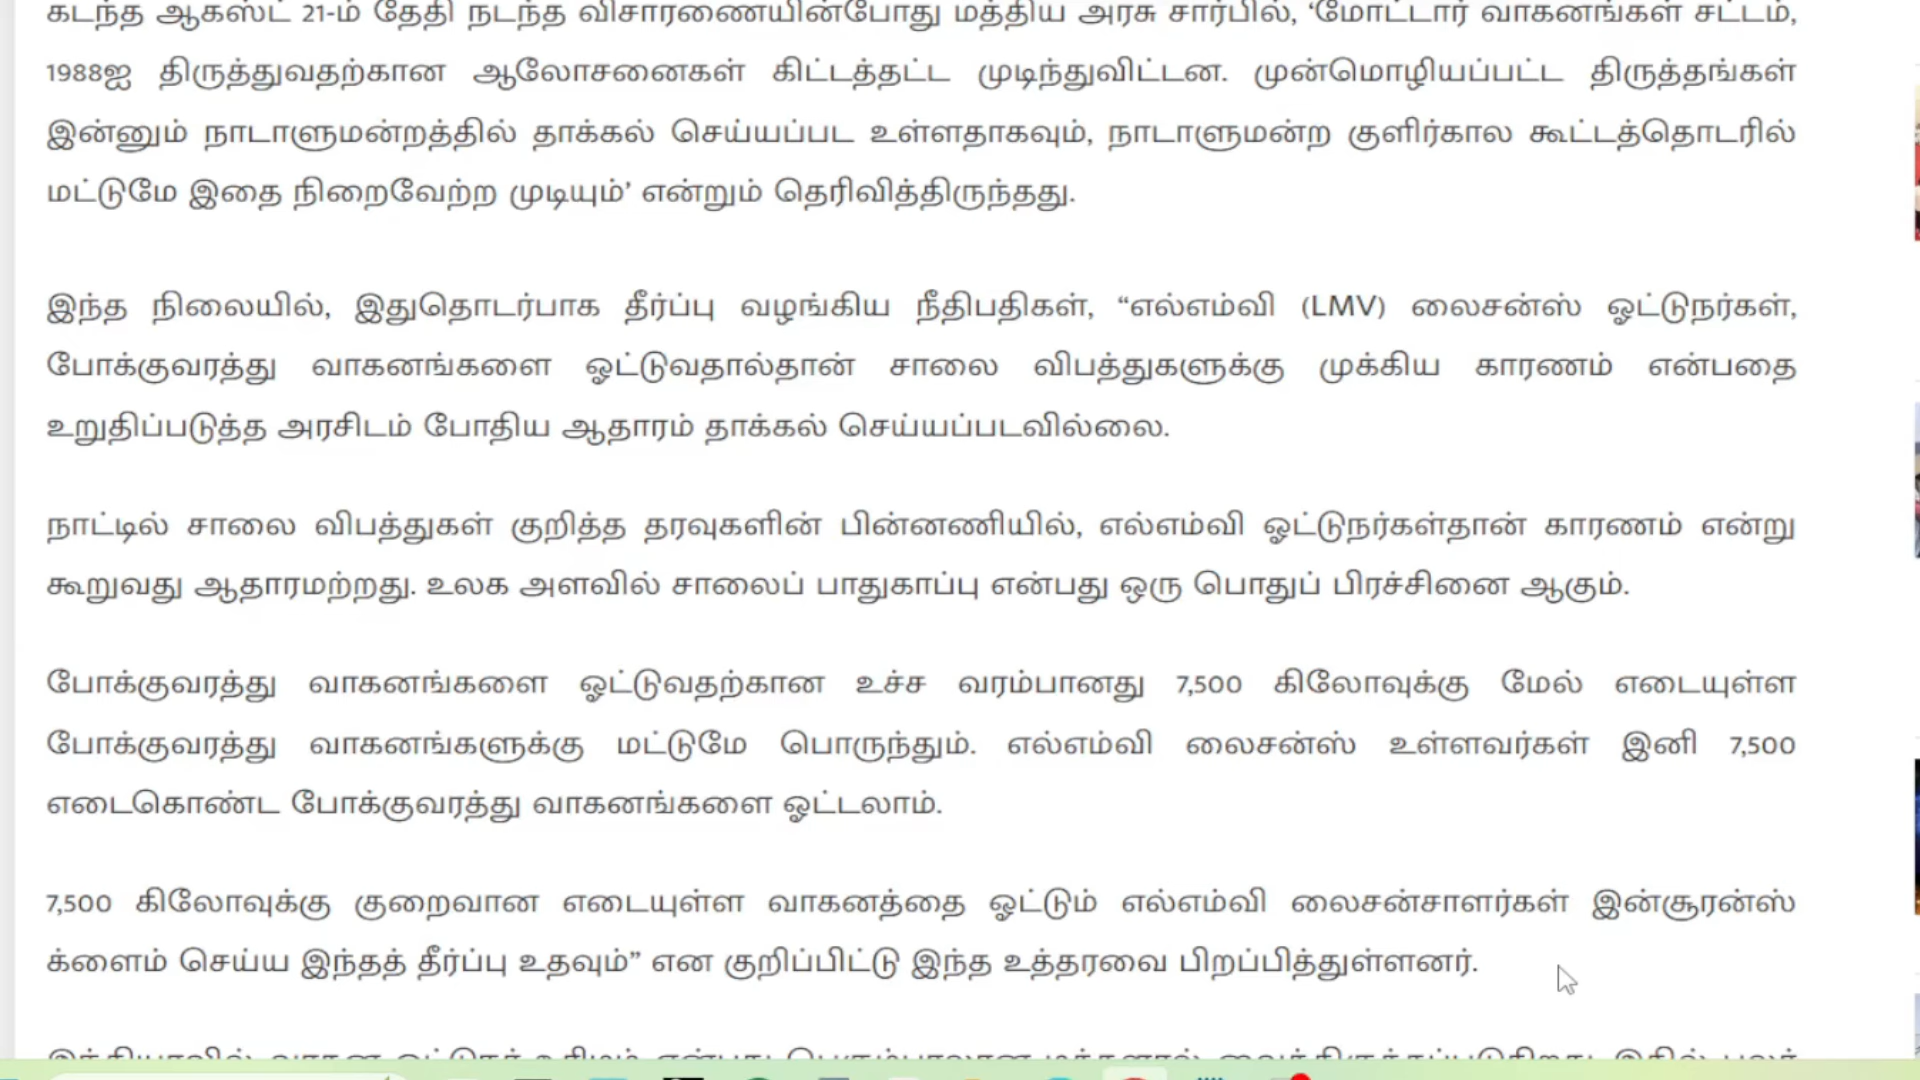 கடந்த ஆகஸ்ட் 21-ம் தேதி நடந்த விசாரணையின்போது மத்திய அரசு சார்பில், ‘மோட்டார் வாகனங்கள் சட்டம்,
1988ஐ திருத்துவதற்கான ஆலோசனைகள் கிட்டத்தட்ட முடிந்துவிட்டன. முன்மொழியப்பட்ட திருத்தங்கள்
இன்னும் நாடாளுமன்றத்தில் தாக்கல் செய்யப்பட உள்ளதாகவும், நாடாளுமன்ற குளிர்கால கூட்டத்தொடரில்
மட்டுமே இதை நிறைவேற்ற முடியும்’ என்றும் தெரிவித்திருந்தது.
இந்த நிலையில், இதுதொடர்பாக தீர்ப்பு வழங்கிய நீதிபதிகள், “எல்எம்வி (LMV) லைசன்ஸ் ஓட்டுநர்கள்,
போக்குவரத்து வாகனங்களை ஓட்டுவதால்தான் சாலை விபத்துகளுக்கு முக்கிய காரணம் என்பதை
உறுதிப்படுத்த அரசிடம் போதிய ஆதாரம் தாக்கல் செய்யப்படவில்லை.
நாட்டில் சாலை விபத்துகள் குறித்த தரவுகளின் பின்னணியில், எல்எம்வி ஓட்டுநர்கள்தான் காரணம் என்று
கூறுவது ஆதாரமற்றது. உலக அளவில் சாலைப் பாதுகாப்பு என்பது ஒரு பொதுப் பிரச்சினை ஆகும்.
போக்குவரத்து வாகனங்களை ஓட்டுவதற்கான உச்ச வரம்பானது 7,500 கிலோவுக்கு மேல் எடையுள்ள
போக்குவரத்து வாகனங்களுக்கு மட்டுமே பொருந்தும். எல்எம்வி லைசன்ஸ் உள்ளவர்கள் இனி 7,500
எடைகொண்ட போக்குவரத்து வாகனங்களை ஓட்டலாம்.
7,500 கிலோவுக்கு குறைவான எடையுள்ள வாகனத்தை ஓட்டும் எல்எம்வி லைசன்சாளர்கள் இன்சூரன்ஸ்
க்ளைம் செய்ய இந்தத் தீர்ப்பு உதவும்” என குறிப்பிட்டு இந்த உத்தரவை பிறப்பித்துள்ளனர்.